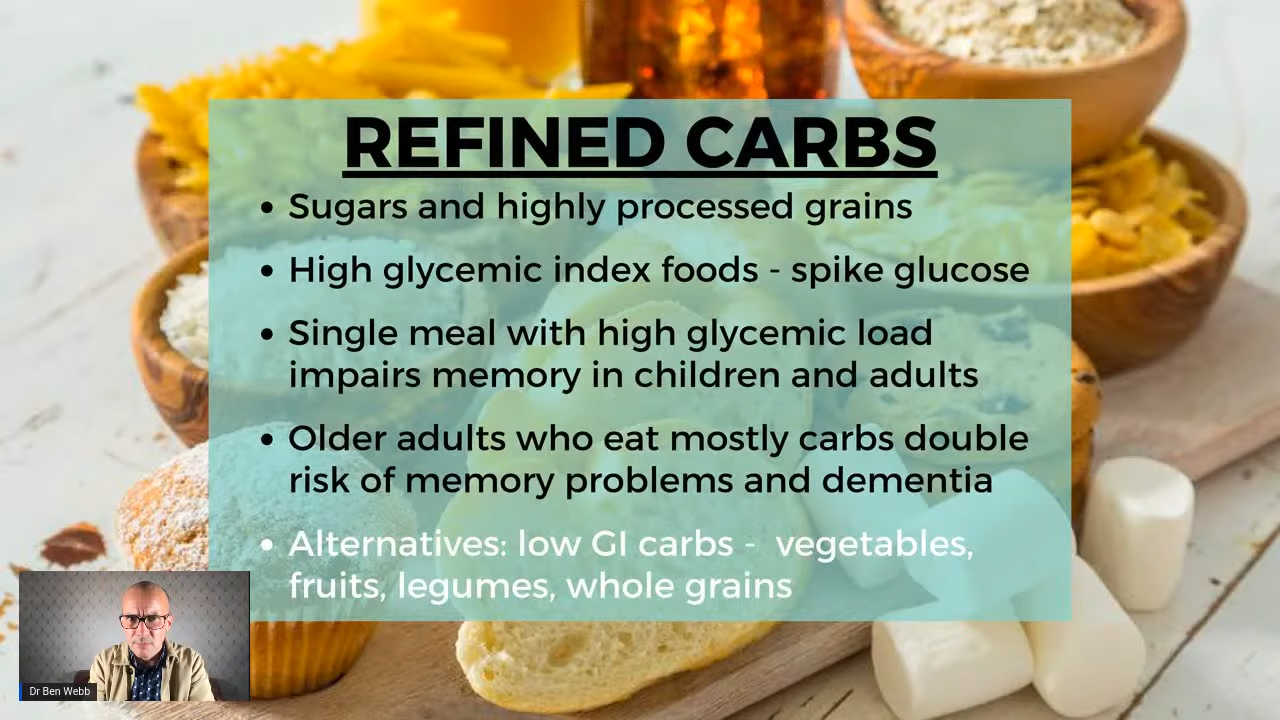 REFINED CARBS
• Sugars and highly processed grains
• High glycemic index foods - spike glucose
• Single meal with high glycemic load
impairs memory in children and adults
• Older adults who eat mostly carbs double
risk of memory problems and dementia
• Alternatives: low GI carbs - vegetables,
fruits, legumes, whole grains
Dr Ben Webb